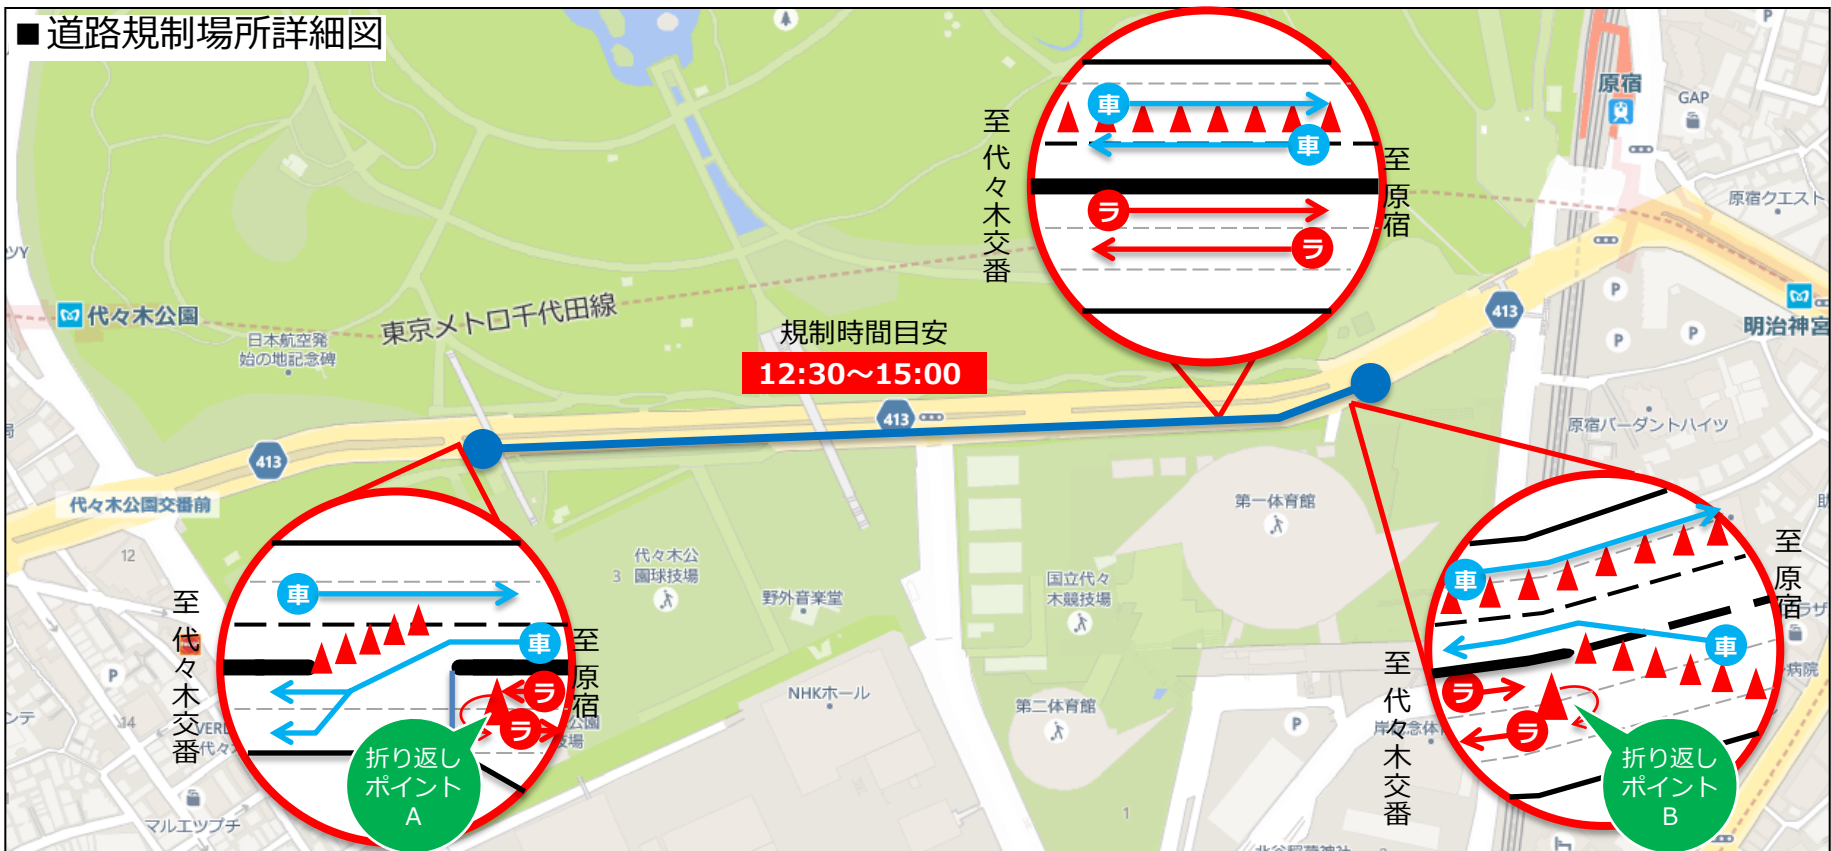 ■道路規制場所詳細図
原宿
GAP
原宿クエスト
至代々木交番
車
車
至原宿
ラ
ラ
代々木公園
東京メトロ千代田線
日本航空発
始の地記念碑
規制時間目安
12:30～15:00
413
413
413
明治神宮
P
P
P
P
原宿バーダントハイツ
代々木公園交番前
12
代々木公
園球技場
3
野外音楽堂
第一体育館
国立代々
木競技場
第二体育館
NHKホール
至代々木交番
車
車
至原宿
ラ
ラ
折り返し
ポイント
A
至代々木交番
車
車
至原宿
ラ
ラ
折り返し
ポイント
B
P
14
マルエツプチ
P
病院
1